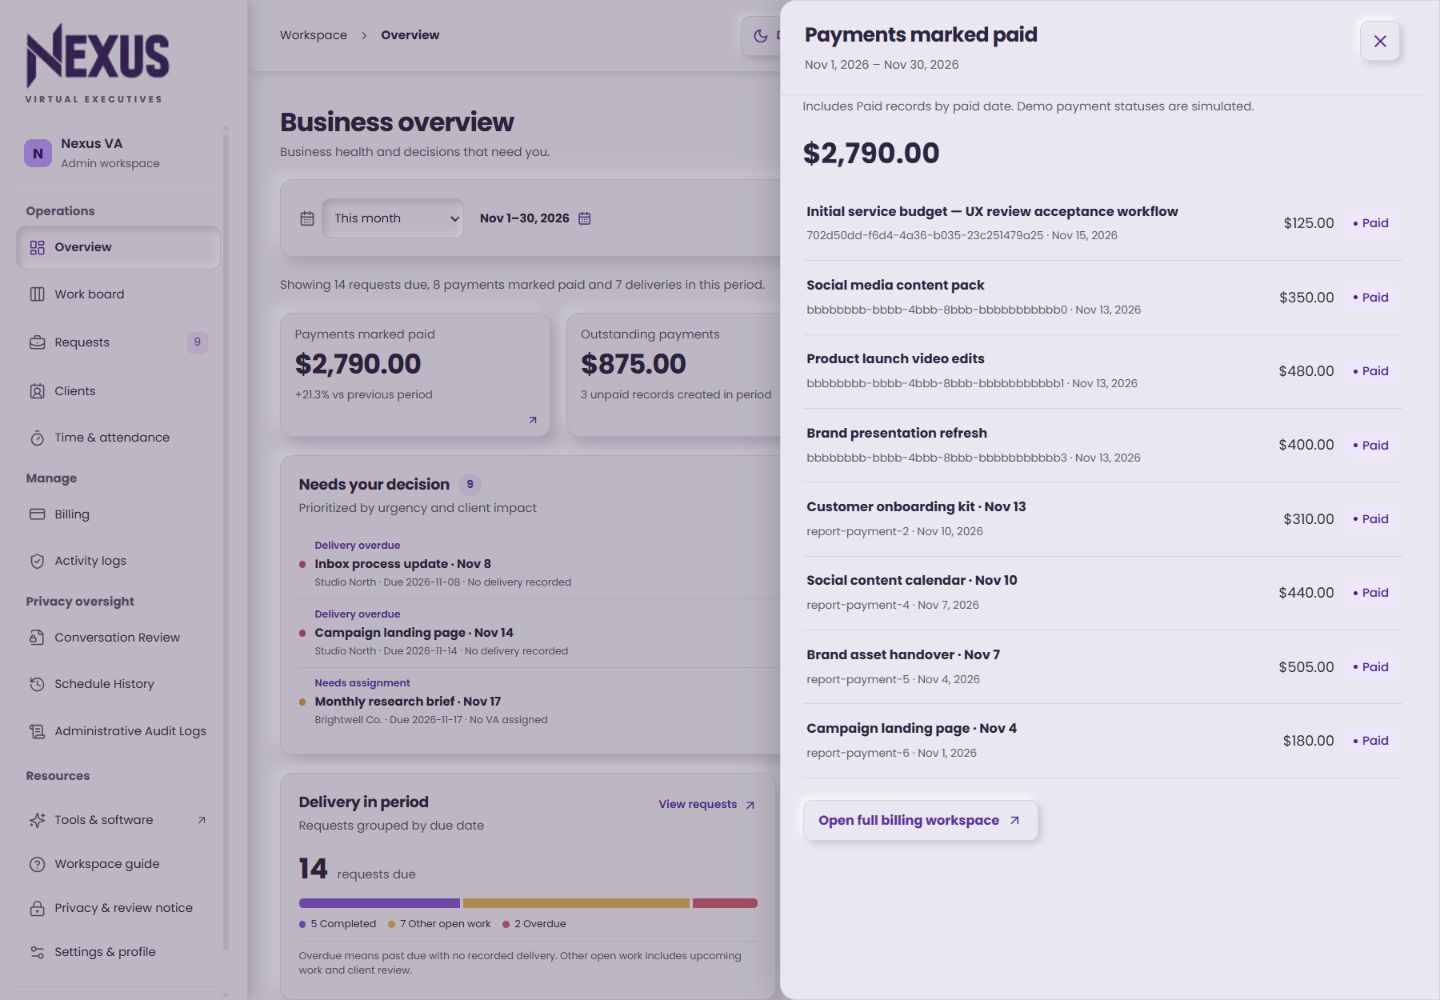 NEXUS
VIRTUAL EXECUTIVES
N
Nexus VA
Admin workspace
Operations
Overview
Work board
Requests 9
Clients
Time & attendance
Manage
Billing
Activity logs
Privacy oversight
Conversation Review
Schedule History
Administrative Audit Logs
Resources
Tools & software
Workspace guide
Privacy & review notice
Settings & profile
Workspace > Overview
Business overview
Business health and decisions that need you.
This month
Nov 1–30, 2026
Showing 14 requests due, 8 payments marked paid and 7 deliveries in this period.
Payments marked paid
$2,790.00
+21.3% vs previous period
Outstanding payments
$875.00
3 unpaid records created in period
Needs your decision 9
Prioritized by urgency and client impact
Delivery overdue
Inbox process update · Nov 8
Studio North · Due 2026-11-08 · No delivery recorded
Delivery overdue
Campaign landing page · Nov 14
Studio North · Due 2026-11-14 · No delivery recorded
Needs assignment
Monthly research brief · Nov 17
Brightwell Co. · Due 2026-11-17 · No VA assigned
Delivery in period
View requests
Requests grouped by due date
14 requests due
5 Completed 7 Other open work 2 Overdue
Overdue means past due with no recorded delivery. Other open work includes upcoming
work and client review.
Payments marked paid
Nov 1, 2026 – Nov 30, 2026
Includes Paid records by paid date. Demo payment statuses are simulated.
$2,790.00
Initial service budget — UX review acceptance workflow
702d50dd-f6d4-4a36-b035-23c251479a25 · Nov 15, 2026
$125.00 • Paid
Social media content pack
bbbbbbbb-bbbb-4bbb-8bbb-bbbbbbbbbbb0 · Nov 13, 2026
$350.00 • Paid
Product launch video edits
bbbbbbbb-bbbb-4bbb-8bbb-bbbbbbbbbbb1 · Nov 13, 2026
$480.00 • Paid
Brand presentation refresh
bbbbbbbb-bbbb-4bbb-8bbb-bbbbbbbbbbb3 · Nov 13, 2026
$400.00 • Paid
Customer onboarding kit · Nov 13
report-payment-2 · Nov 10, 2026
$310.00 • Paid
Social content calendar · Nov 10
report-payment-4 · Nov 7, 2026
$440.00 • Paid
Brand asset handover · Nov 7
report-payment-5 · Nov 4, 2026
$505.00 • Paid
Campaign landing page · Nov 4
report-payment-6 · Nov 1, 2026
$180.00 • Paid
Open full billing workspace